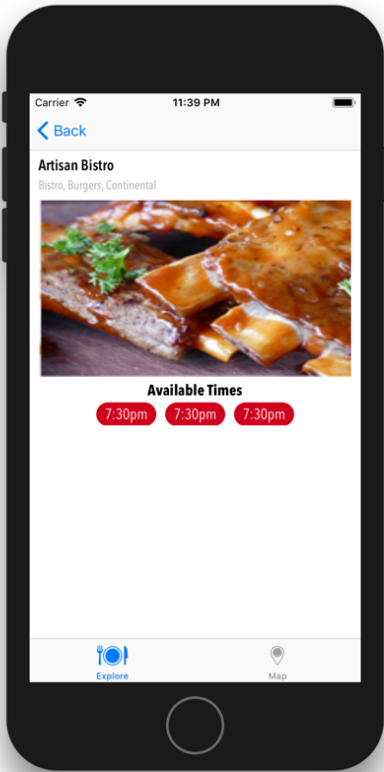 Carrier 11:39 PM
Back
Artisan Bistro
Bistro, Burgers, Continental
Available Times
7:30pm 7:30pm 7:30pm
Explore Map